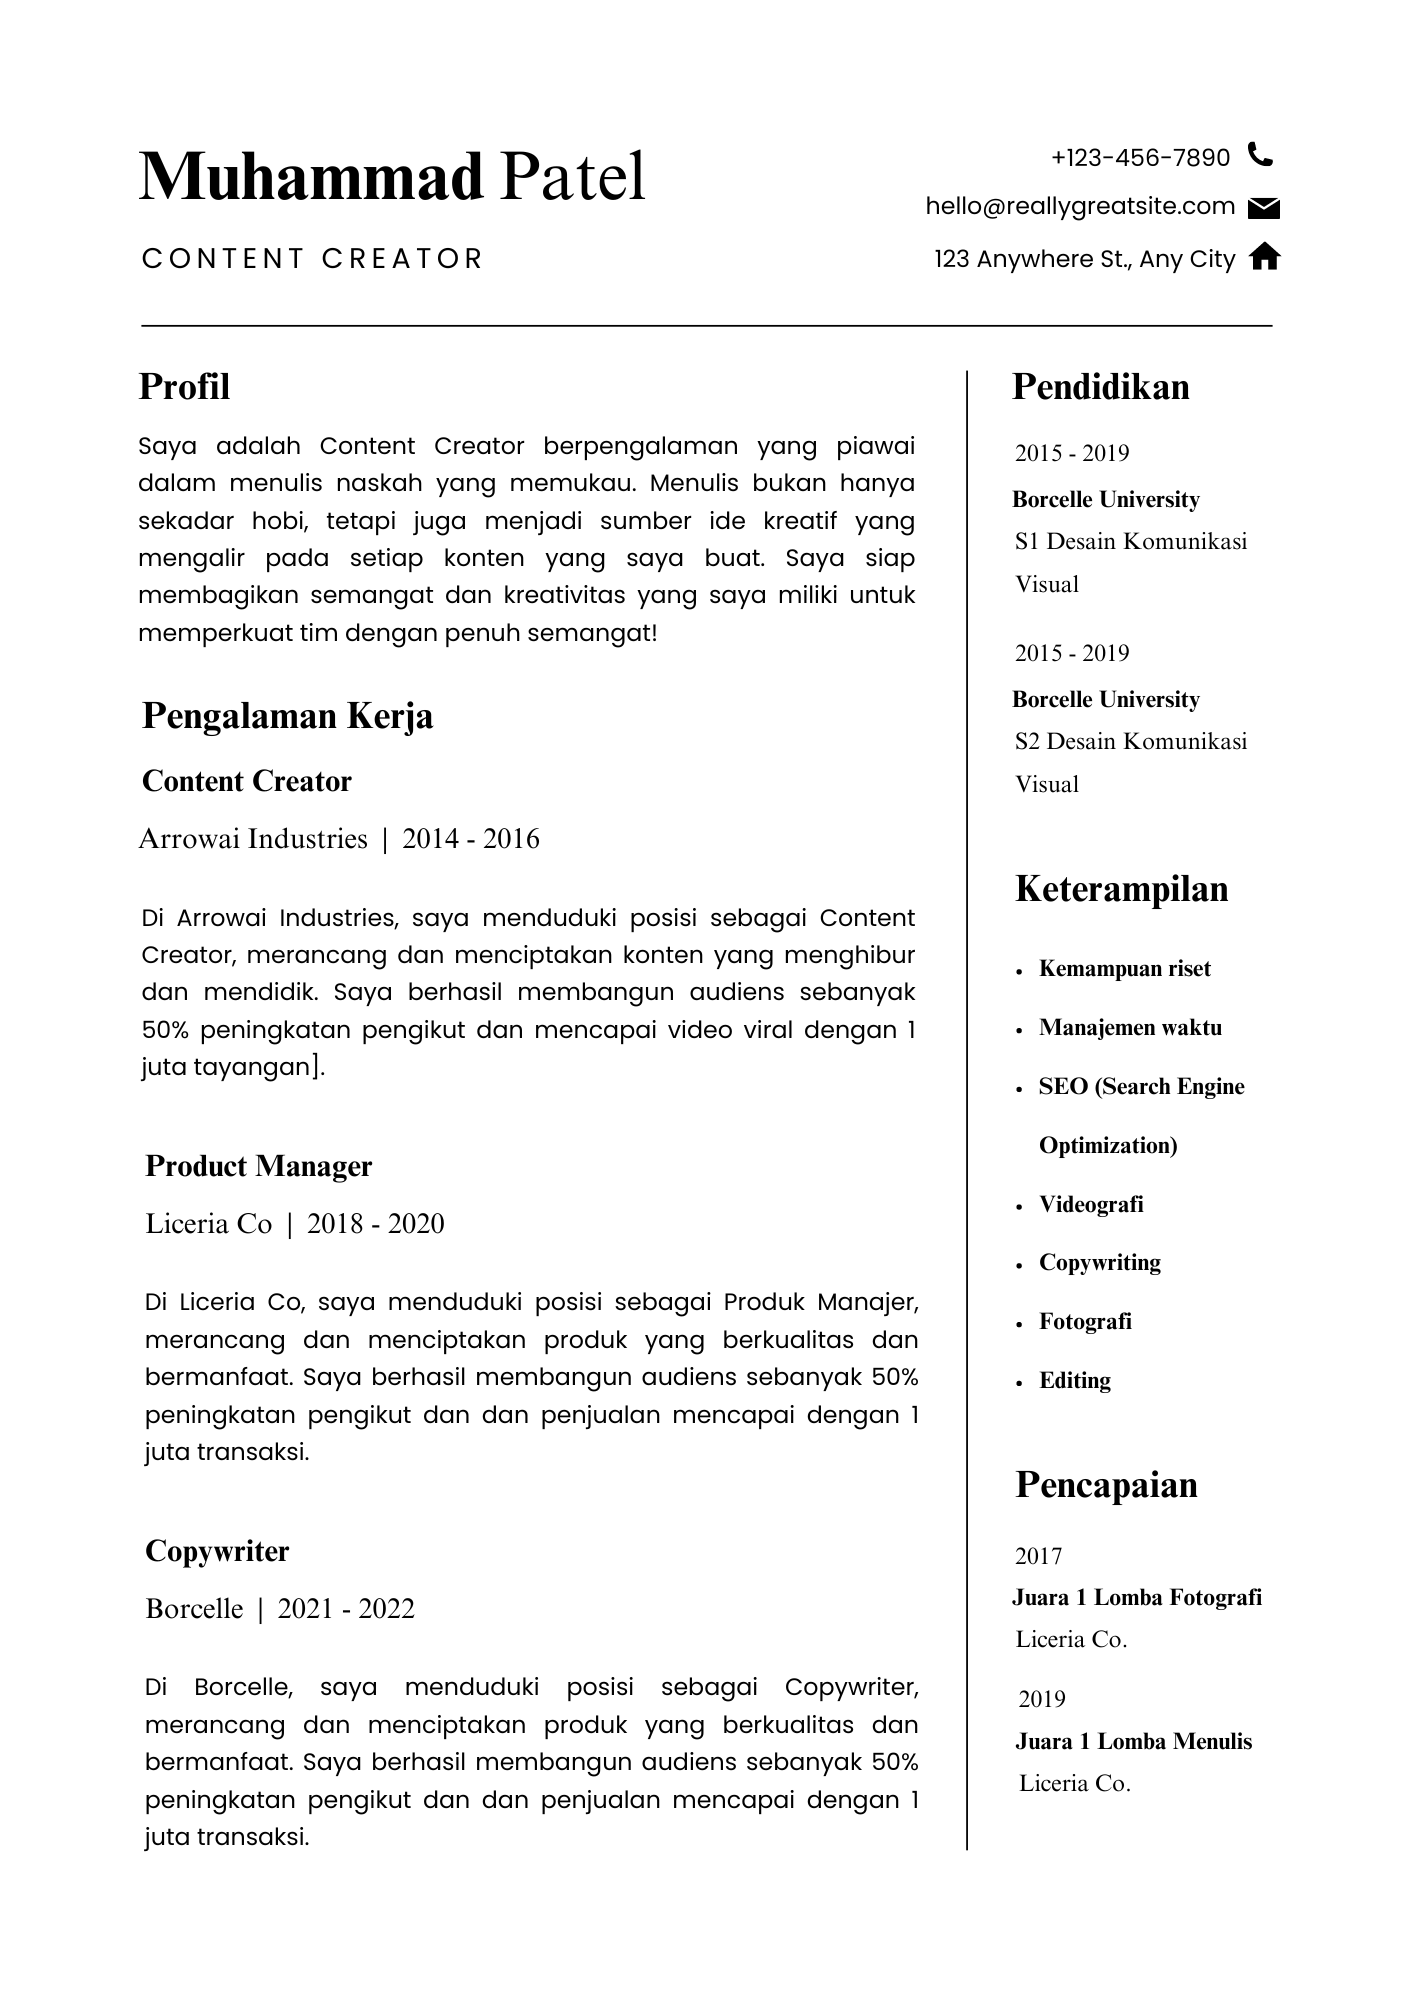 Muhammad Patel
CONTENT CREATOR
+123-456-7890
hello@reallygreatsite.com
123 Anywhere St., Any City
Profil
Saya adalah Content Creator berpengalaman yang piawai
dalam menulis naskah yang memukau. Menulis bukan hanya
sekadar hobi, tetapi juga menjadi sumber ide kreatif yang
mengalir pada setiap konten yang saya buat. Saya siap
membagikan semangat dan kreativitas yang saya miliki untuk
memperkuat tim dengan penuh semangat!
Pengalaman Kerja
Content Creator
Arrowai Industries | 2014 - 2016
Di Arrowai Industries, saya menduduki posisi sebagai Content
Creator, merancang dan menciptakan konten yang menghibur
dan mendidik. Saya berhasil membangun audiens sebanyak
50% peningkatan pengikut dan mencapai video viral dengan 1
juta tayangan].
Product Manager
Liceria Co | 2018 - 2020
Di Liceria Co, saya menduduki posisi sebagai Produk Manajer,
merancang dan menciptakan produk yang berkualitas dan
bermanfaat. Saya berhasil membangun audiens sebanyak 50%
peningkatan pengikut dan dan penjualan mencapai dengan 1
juta transaksi.
Copywriter
Borcelle | 2021 - 2022
Di Borcelle, saya menduduki posisi sebagai Copywriter,
merancang dan menciptakan produk yang berkualitas dan
bermanfaat. Saya berhasil membangun audiens sebanyak 50%
peningkatan pengikut dan dan penjualan mencapai dengan 1
juta transaksi.
Pendidikan
2015 - 2019
Borcelle University
S1 Desain Komunikasi
Visual
2015 - 2019
Borcelle University
S2 Desain Komunikasi
Visual
Keterampilan
• Kemampuan riset
• Manajemen waktu
• SEO (Search Engine
Optimization)
• Videografi
• Copywriting
• Fotografi
• Editing
Pencapaian
2017
Juara 1 Lomba Fotografi
Liceria Co.
2019
Juara 1 Lomba Menulis
Liceria Co.